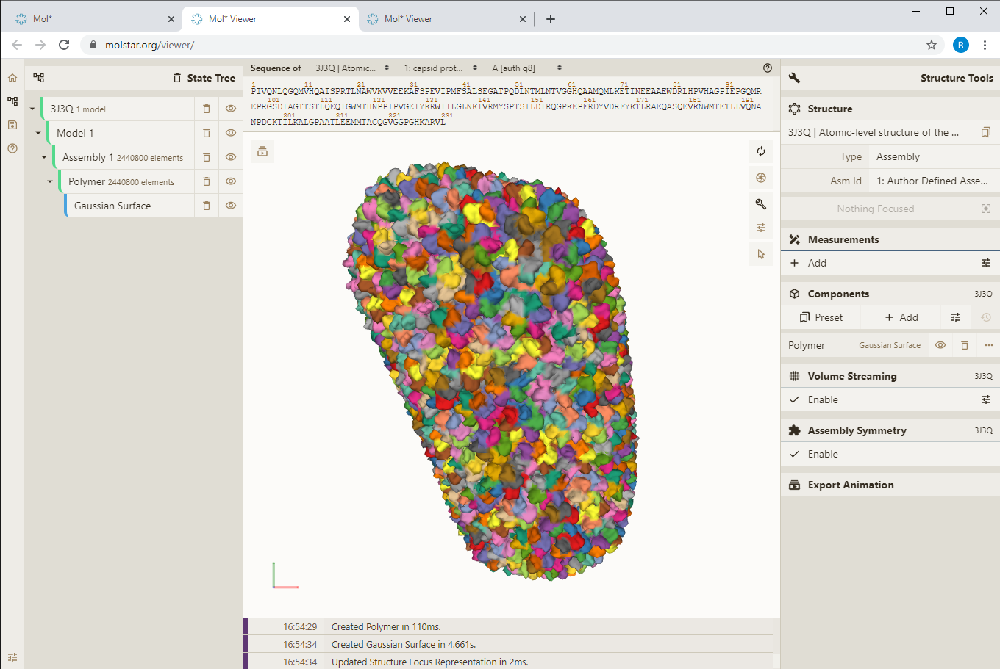 Mol*
Mol* Viewer
Mol* Viewer
molstar.org/viewer/
R
State Tree
3J3Q 1 model
Model 1
Assembly 1 2440800 elements
Polymer 2440800 elements
Gaussian Surface
Sequence of 3J3Q | Atomic... 1: capsid prot... A [auth g8]
1 11 21 31 41 51 61 71 81 91
PIVQNLQGQMVHQAISPRTLNAWVKVVEEKAFSPEVIPMFSALSEGATPQDLNTMLNTVGGHQAAMQMLKETINEEAAEWDRLHPVHAGPIEPGQMR
101 111 121 131 141 151 161 171 181 191
EPRGSDIAGTTSTLQEQIGWMTHNPPIPVGEIYKRWIILGLNKIVRMYSPTSILDIRQGPKEPFRDYVDRFYKTLRAEQASQEVKNWMTETLLVQNA
201 211 221 231
NPDCKTILKALGPAATLEEMMTACQGVGGPGHKARVL
16:54:29 Created Polymer in 110ms.
16:54:34 Created Gaussian Surface in 4.661s.
16:54:34 Updated Structure Focus Representation in 2ms.
Structure Tools
Structure
3J3Q | Atomic-level structure of the ...
Type Assembly
Asm Id 1: Author Defined Asse...
Nothing Focused
Measurements
Add
Components 3J3Q
Preset Add
Polymer Gaussian Surface
Volume Streaming 3J3Q
Enable
Assembly Symmetry 3J3Q
Enable
Export Animation